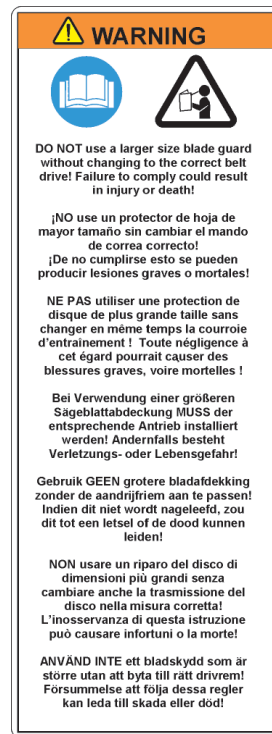 WARNING
DO NOT use a larger size blade guard
without changing to the correct belt
drive! Failure to comply could result
in injury or death!
¡NO use un protector de hoja de
mayor tamaño sin cambiar el mando
de correa correcto!
¡De no cumplirse esto se pueden
producir lesiones graves o mortales!
NE PAS utiliser une protection de
disque de plus grande taille sans
changer en même temps la courroie
d'entraînement ! Toute négligence à
cet égard pourrait causer des
blessures graves, voire mortelles !
Bei Verwendung einer größeren
Sägeblattabdeckung MUSS der
entsprechende Antrieb installiert
werden! Andernfalls besteht
Verletzungs- oder Lebensgefahr!
Gebruik GEEN grotere bladafdekking
zonder de aandrijfriem aan te passen!
Indien dit niet wordt nageleefd, zou
dit tot een letsel of de dood kunnen
leiden!
NON usare un riparo del disco di
dimensioni più grandi senza
cambiare anche la trasmissione del
disco nella misura corretta!
L'inosservanza di questa istruzione
può causare infortuni o la morte!
ANVÄND INTE ett bladskydd som är
större utan att byta till rätt drivrem!
Försummelse att följa dessa regler
kan leda till skada eller död!